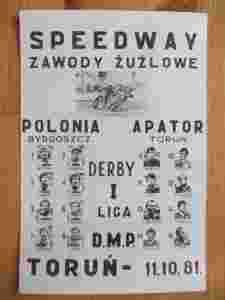 SPEEDWAY
ZAWODY ŻUŻLOWE
POLONIA APATOR
BYDGOSZCZ TORUŃ
DERBY
I
LIGA
D.M.P.
TORUŃ- 11.10.81.